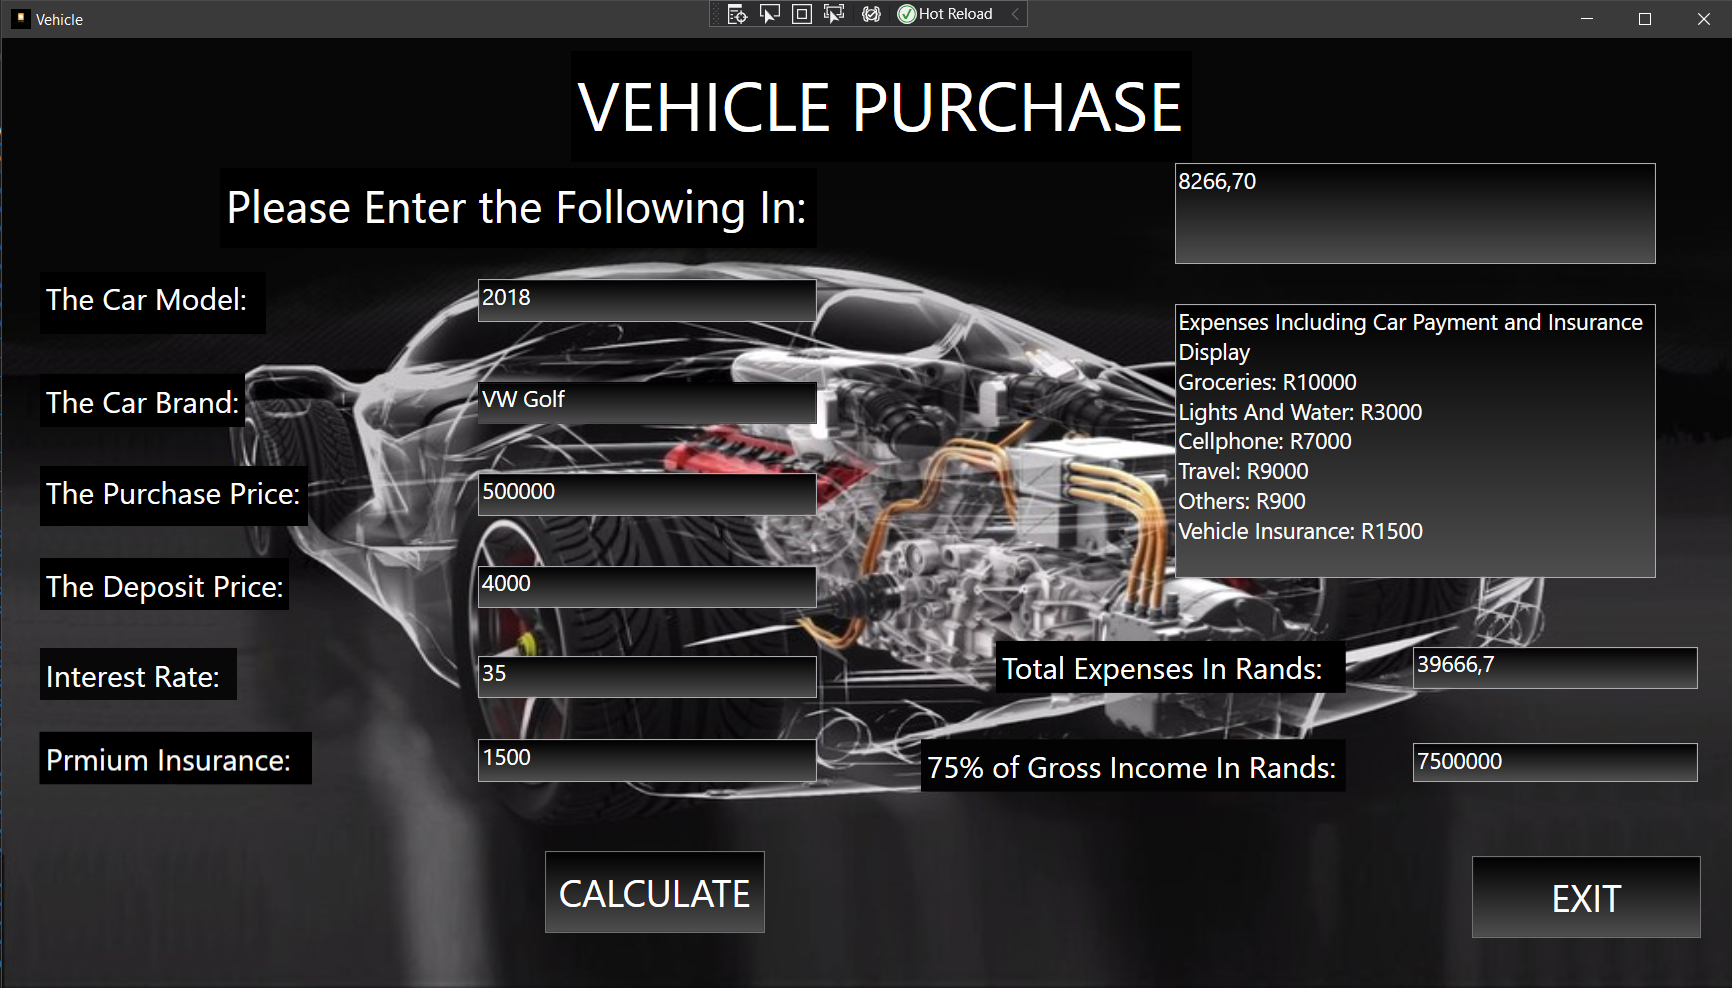 Vehicle
Hot Reload
VEHICLE PURCHASE
Please Enter the Following In:
8266,70
The Car Model:
2018
The Car Brand:
VW Golf
The Purchase Price:
500000
The Deposit Price:
4000
Interest Rate:
35
Prmium Insurance:
1500
Expenses Including Car Payment and Insurance
Display
Groceries: R10000
Lights And Water: R3000
Cellphone: R7000
Travel: R9000
Others: R900
Vehicle Insurance: R1500
Total Expenses In Rands:
39666,7
75% of Gross Income In Rands:
7500000
CALCULATE
EXIT